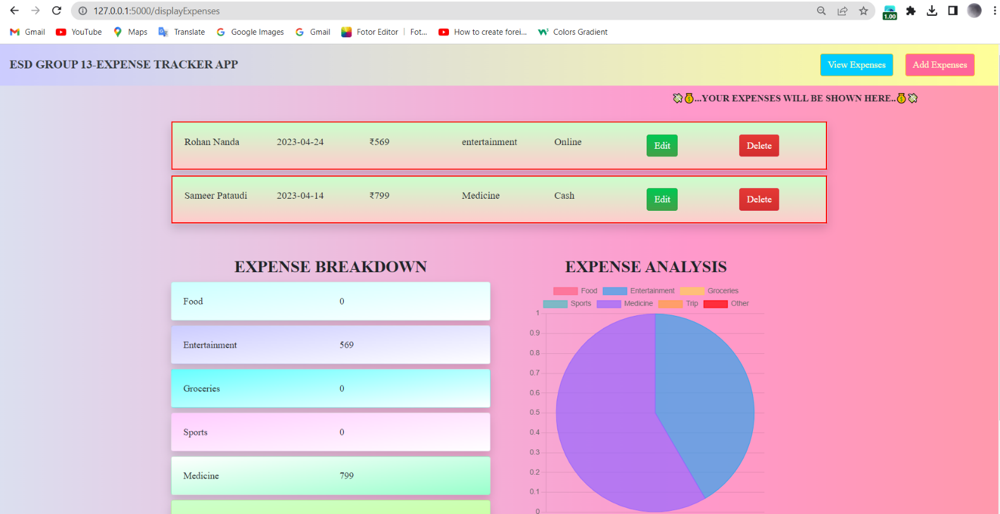 127.0.0.1:5000/displayExpenses
1.00
Gmail YouTube Maps Translate Google Images Gmail Fotor Editor | Fot... How to create forei... Colors Gradient
ESD GROUP 13-EXPENSE TRACKER APP View Expenses Add Expenses
...YOUR EXPENSES WILL BE SHOWN HERE..
Rohan Nanda 2023-04-24 ₹569 entertainment Online Edit Delete
Sameer Pataudi 2023-04-14 ₹799 Medicine Cash Edit Delete
EXPENSE BREAKDOWN
Food 0
Entertainment 569
Groceries 0
Sports 0
Medicine 799
EXPENSE ANALYSIS
Food Entertainment Groceries
Sports Medicine Trip Other
1
0.9
0.8
0.7
0.6
0.5
0.4
0.3
0.2
0.1
0